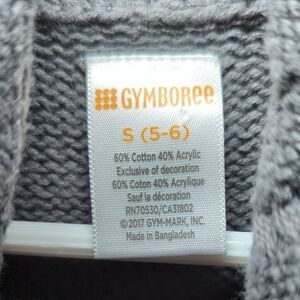 GYMBOREE
S (5-6)
60% Cotton 40% Acrylic
Exclusive of decoration
60% Coton 40% Acrylique
Sauf la décoration
RN70530/CA31802
©2017 GYM-MARK, INC.
Made in Bangladesh